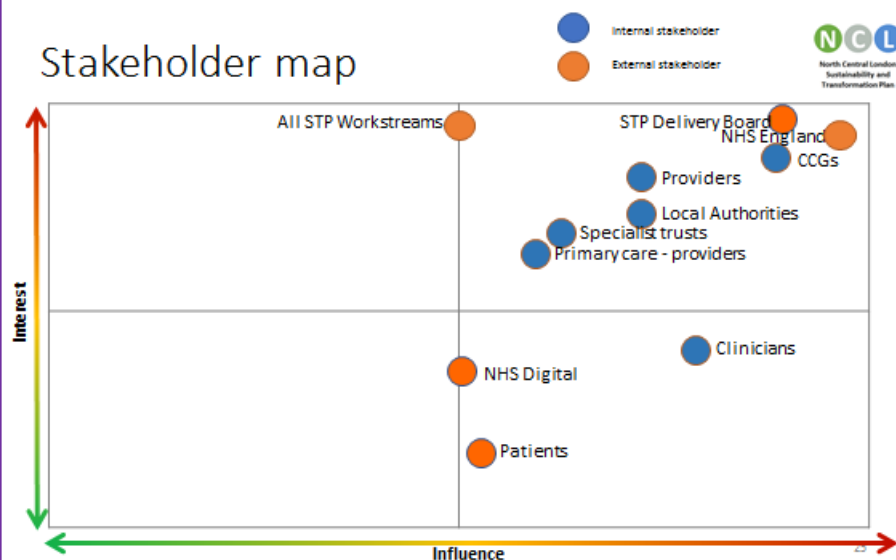 Stakeholder map
Internal stakeholder
External stakeholder
NCL
North Central London
Sustainability and
Transformation Plan
All STP Workstreams
STP Delivery Board
NHS England
CCGs
Providers
Local Authorities
Specialist trusts
Primary care - providers
Interest
Clinicians
NHS Digital
Patients
Influence